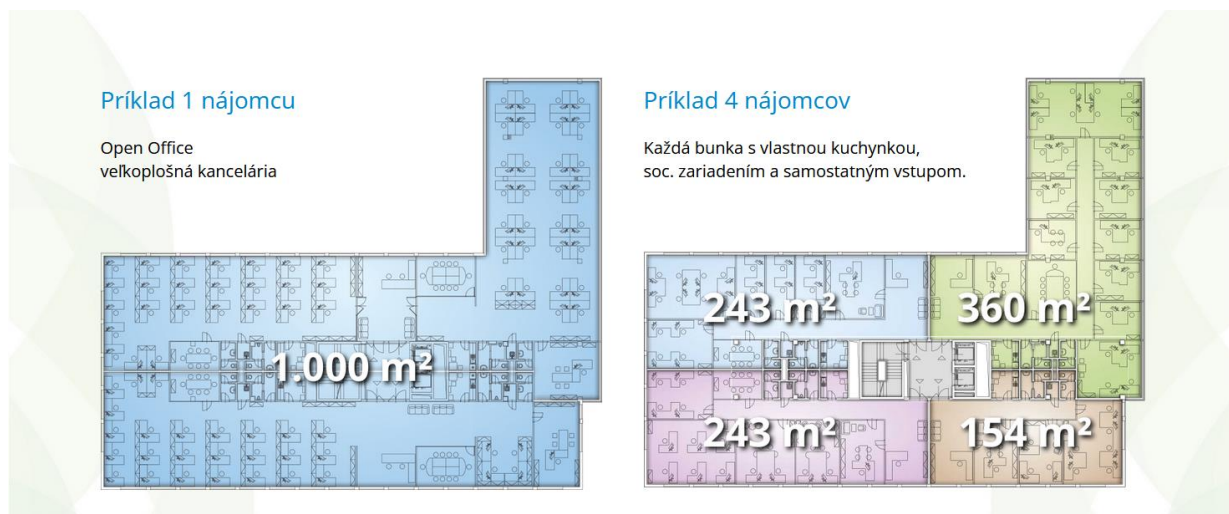 Príklad 1 nájomcu
Open Office
veľkoplošná kancelária
1.000 m²
Príklad 4 nájomcov
Každá bunka s vlastnou kuchynkou,
soc. zariadením a samostatným vstupom.
243 m²
360 m²
243 m²
154 m²